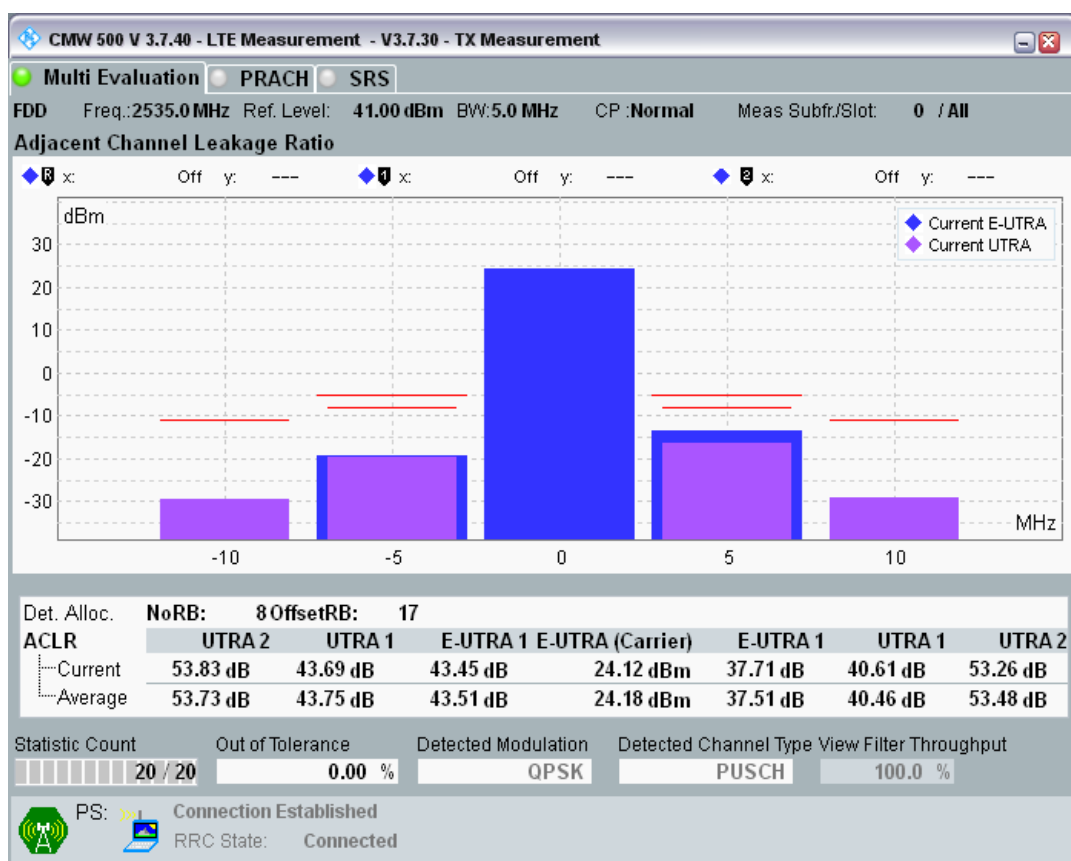 CMW 500 V 3.7.40 - LTE Measurement - V3.7.30 - TX Measurement
Multi Evaluation PRACH SRS
FDD Freq.:2535.0 MHz Ref. Level: 41.00 dBm BW:5.0 MHz CP :Normal Meas Subfr./Slot: 0 / All
Adjacent Channel Leakage Ratio
R x: Off y: --- 1 x: Off y: --- 2 x: Off y: ---
dBm
Current E-UTRA
Current UTRA
30
20
10
0
-10
-20
-30
MHz
-10 -5 0 5 10
Det. Alloc. NoRB: 8 OffsetRB: 17
ACLR UTRA 2 UTRA 1 E-UTRA 1 E-UTRA (Carrier) E-UTRA 1 UTRA 1 UTRA 2
Current 53.83 dB 43.69 dB 43.45 dB 24.12 dBm 37.71 dB 40.61 dB 53.26 dB
Average 53.73 dB 43.75 dB 43.51 dB 24.18 dBm 37.51 dB 40.46 dB 53.48 dB
Statistic Count Out of Tolerance Detected Modulation Detected Channel Type View Filter Throughput
20 / 20 0.00 % QPSK PUSCH 100.0 %
PS: Connection Established
RRC State: Connected